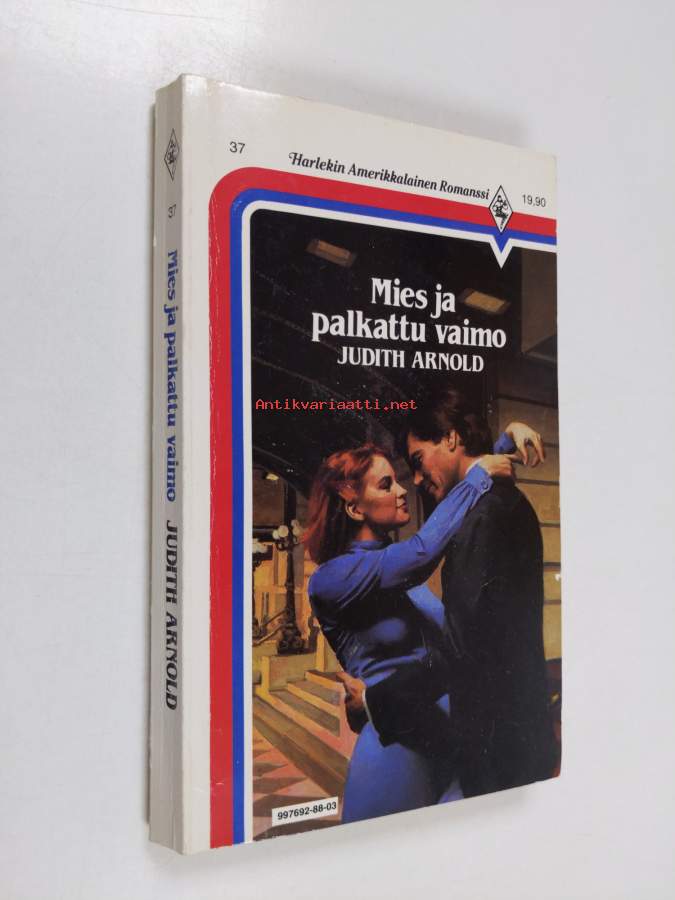 37
Harlekin Amerikkalainen Romanssi
19,90
Mies ja
palkattu vaimo
JUDITH ARNOLD
Antikvariaatti.net
997692-88-03
37
Mies ja palkattu vaimo JUDITH ARNOLD